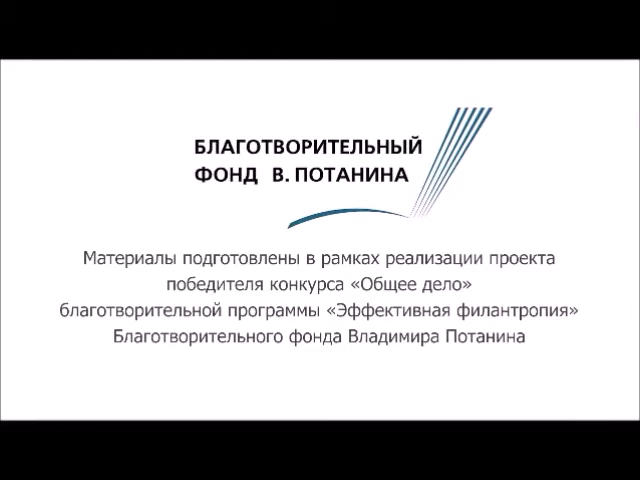 БЛАГОТВОРИТЕЛЬНЫЙ
ФОНД В. ПОТАНИНА
Материалы подготовлены в рамках реализации проекта
победителя конкурса «Общее дело»
благотворительной программы «Эффективная филантропия»
Благотворительного фонда Владимира Потанина